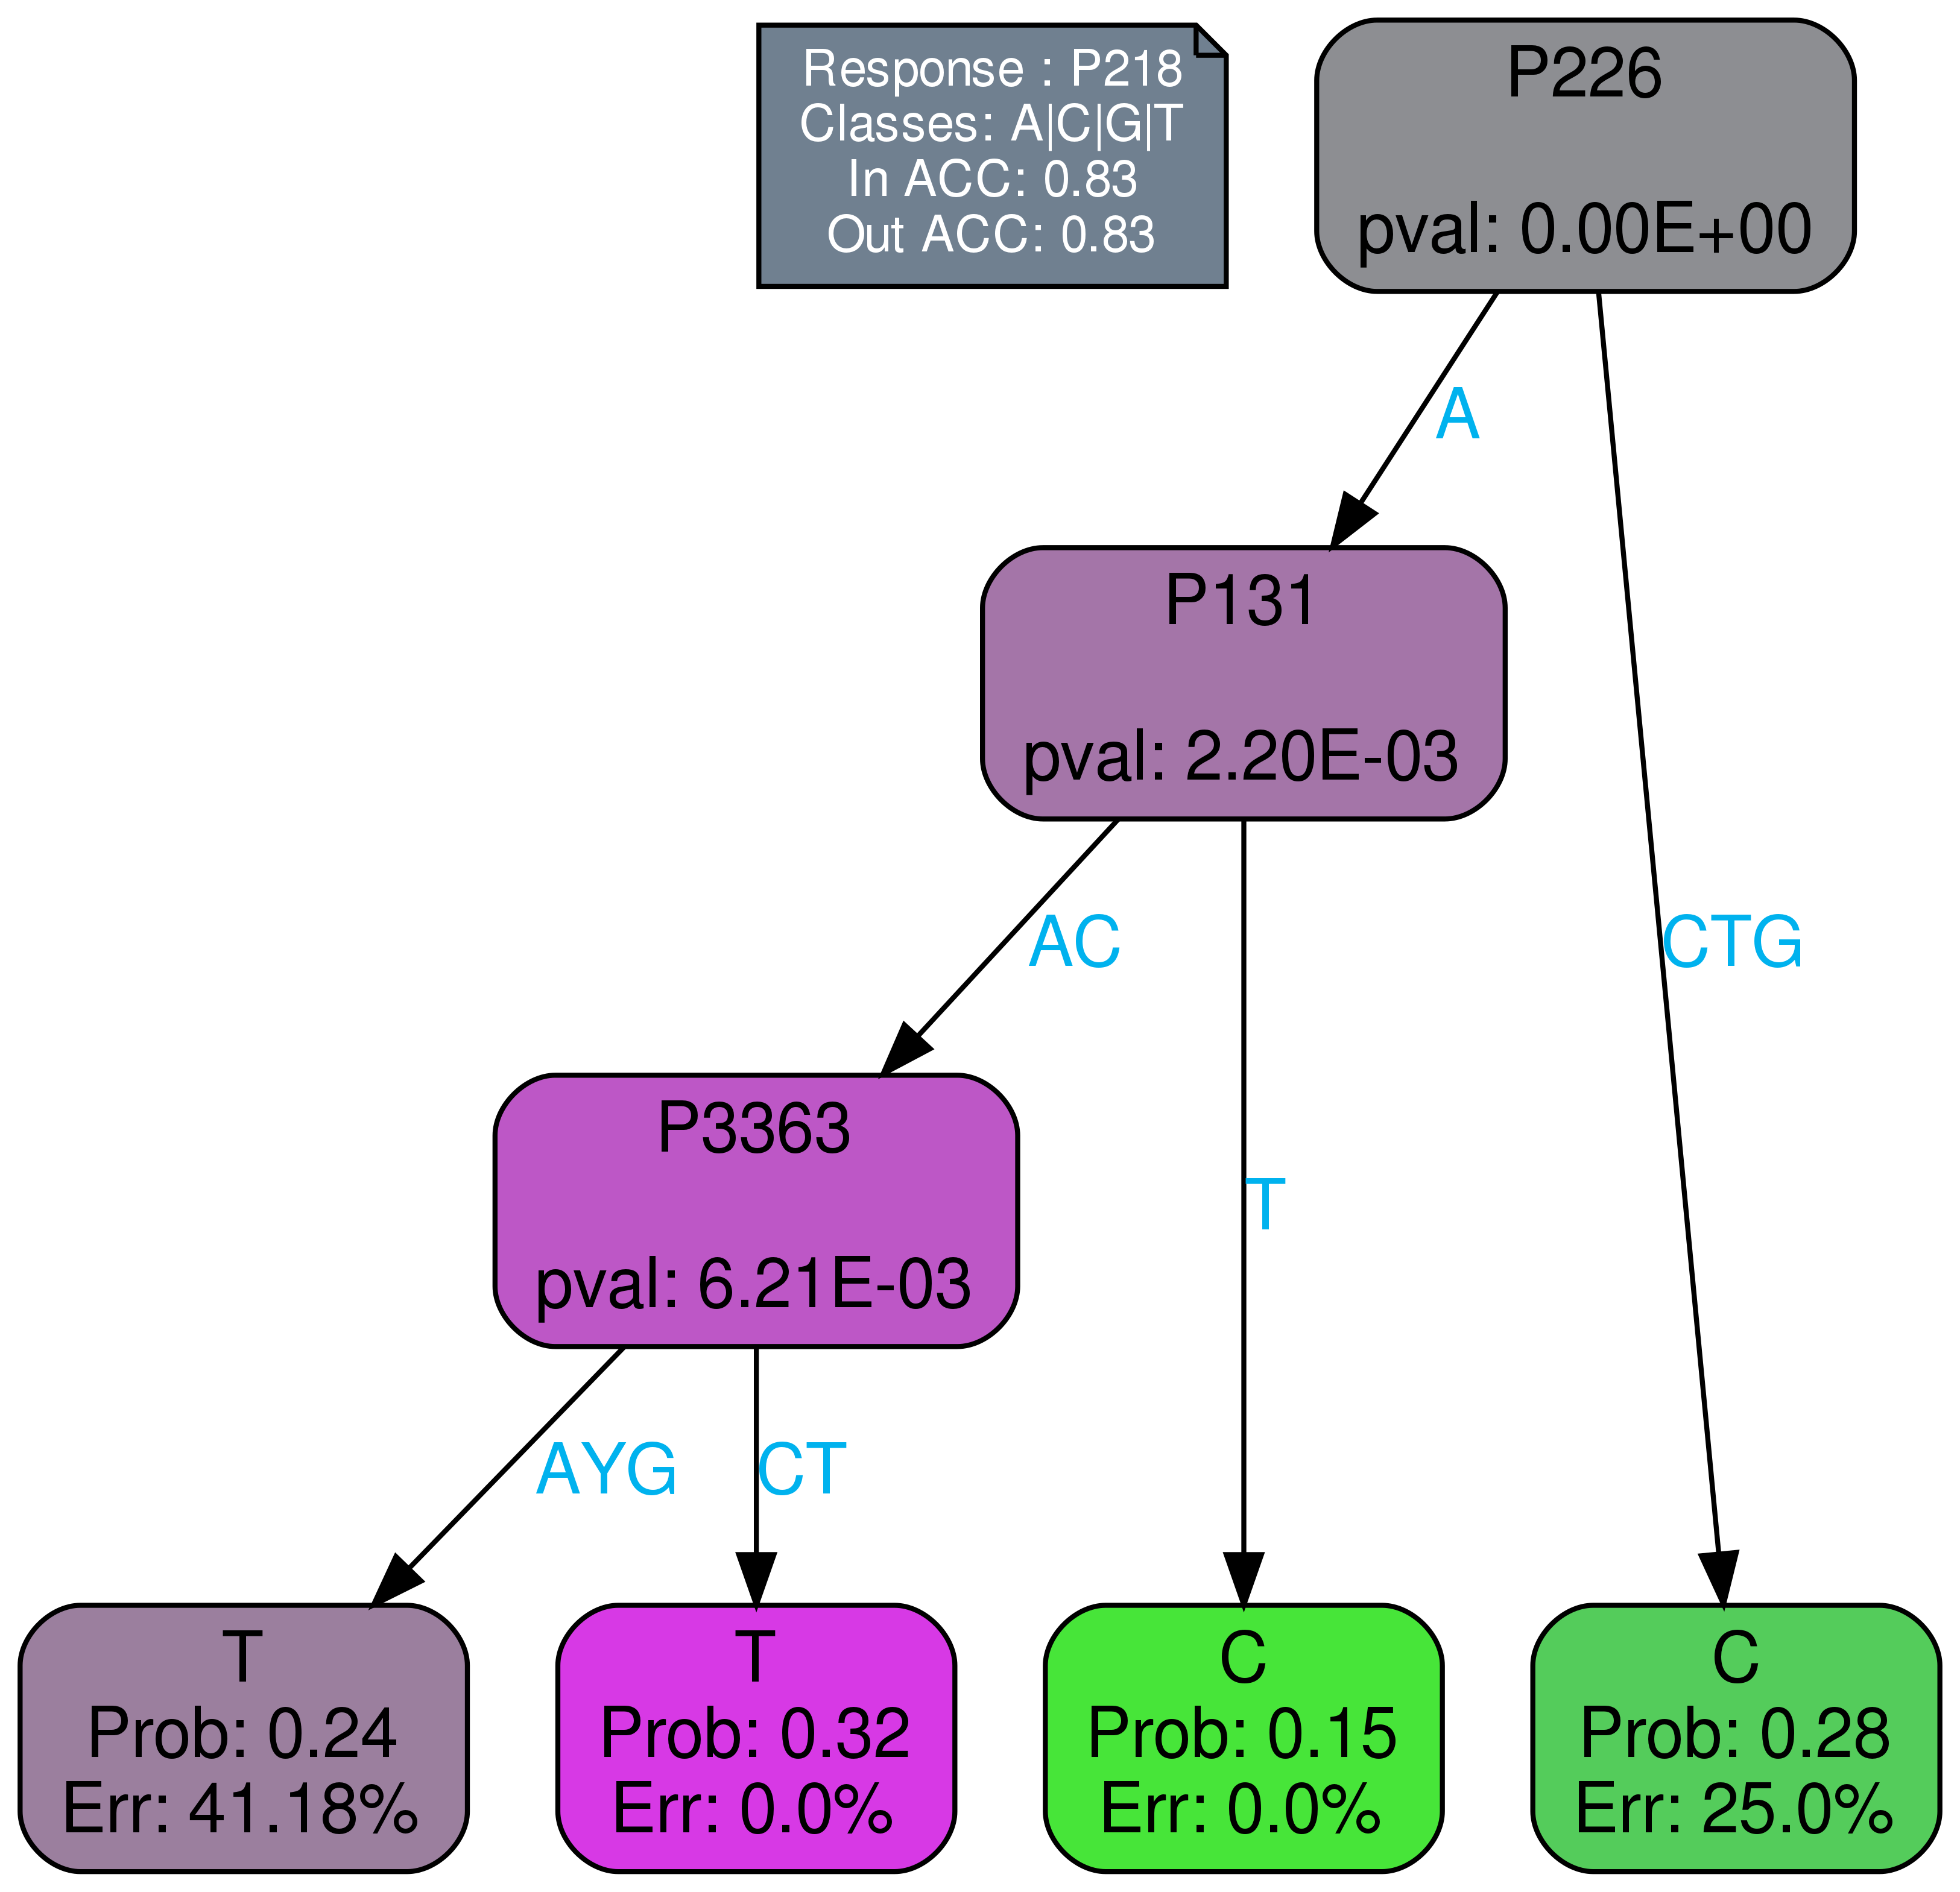 Response : P218
Classes: A|C|G|T
In ACC: 0.83
Out ACC: 0.83
P226
pval: 0.00E+00
A
P131
pval: 2.20E-03
AC
CTG
P3363
pval: 6.21E-03
T
AYG
CT
T
Prob: 0.24
Err: 41.18%
T
Prob: 0.32
Err: 0.0%
C
Prob: 0.15
Err: 0.0%
C
Prob: 0.28
Err: 25.0%